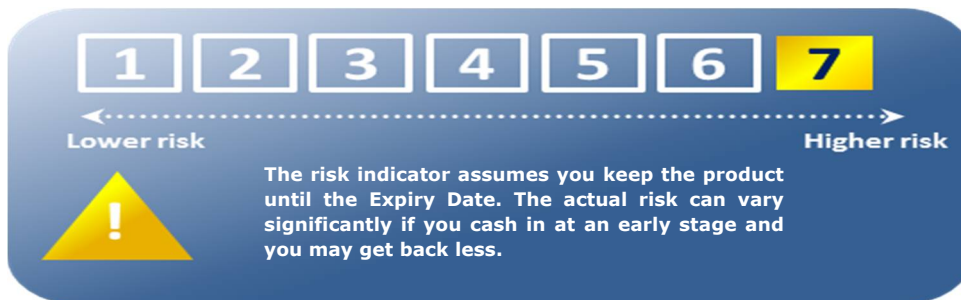 1 2 3 4 5 6 7
Lower risk Higher risk
!
The risk indicator assumes you keep the product
until the Expiry Date. The actual risk can vary
significantly if you cash in at an early stage and
you may get back less.